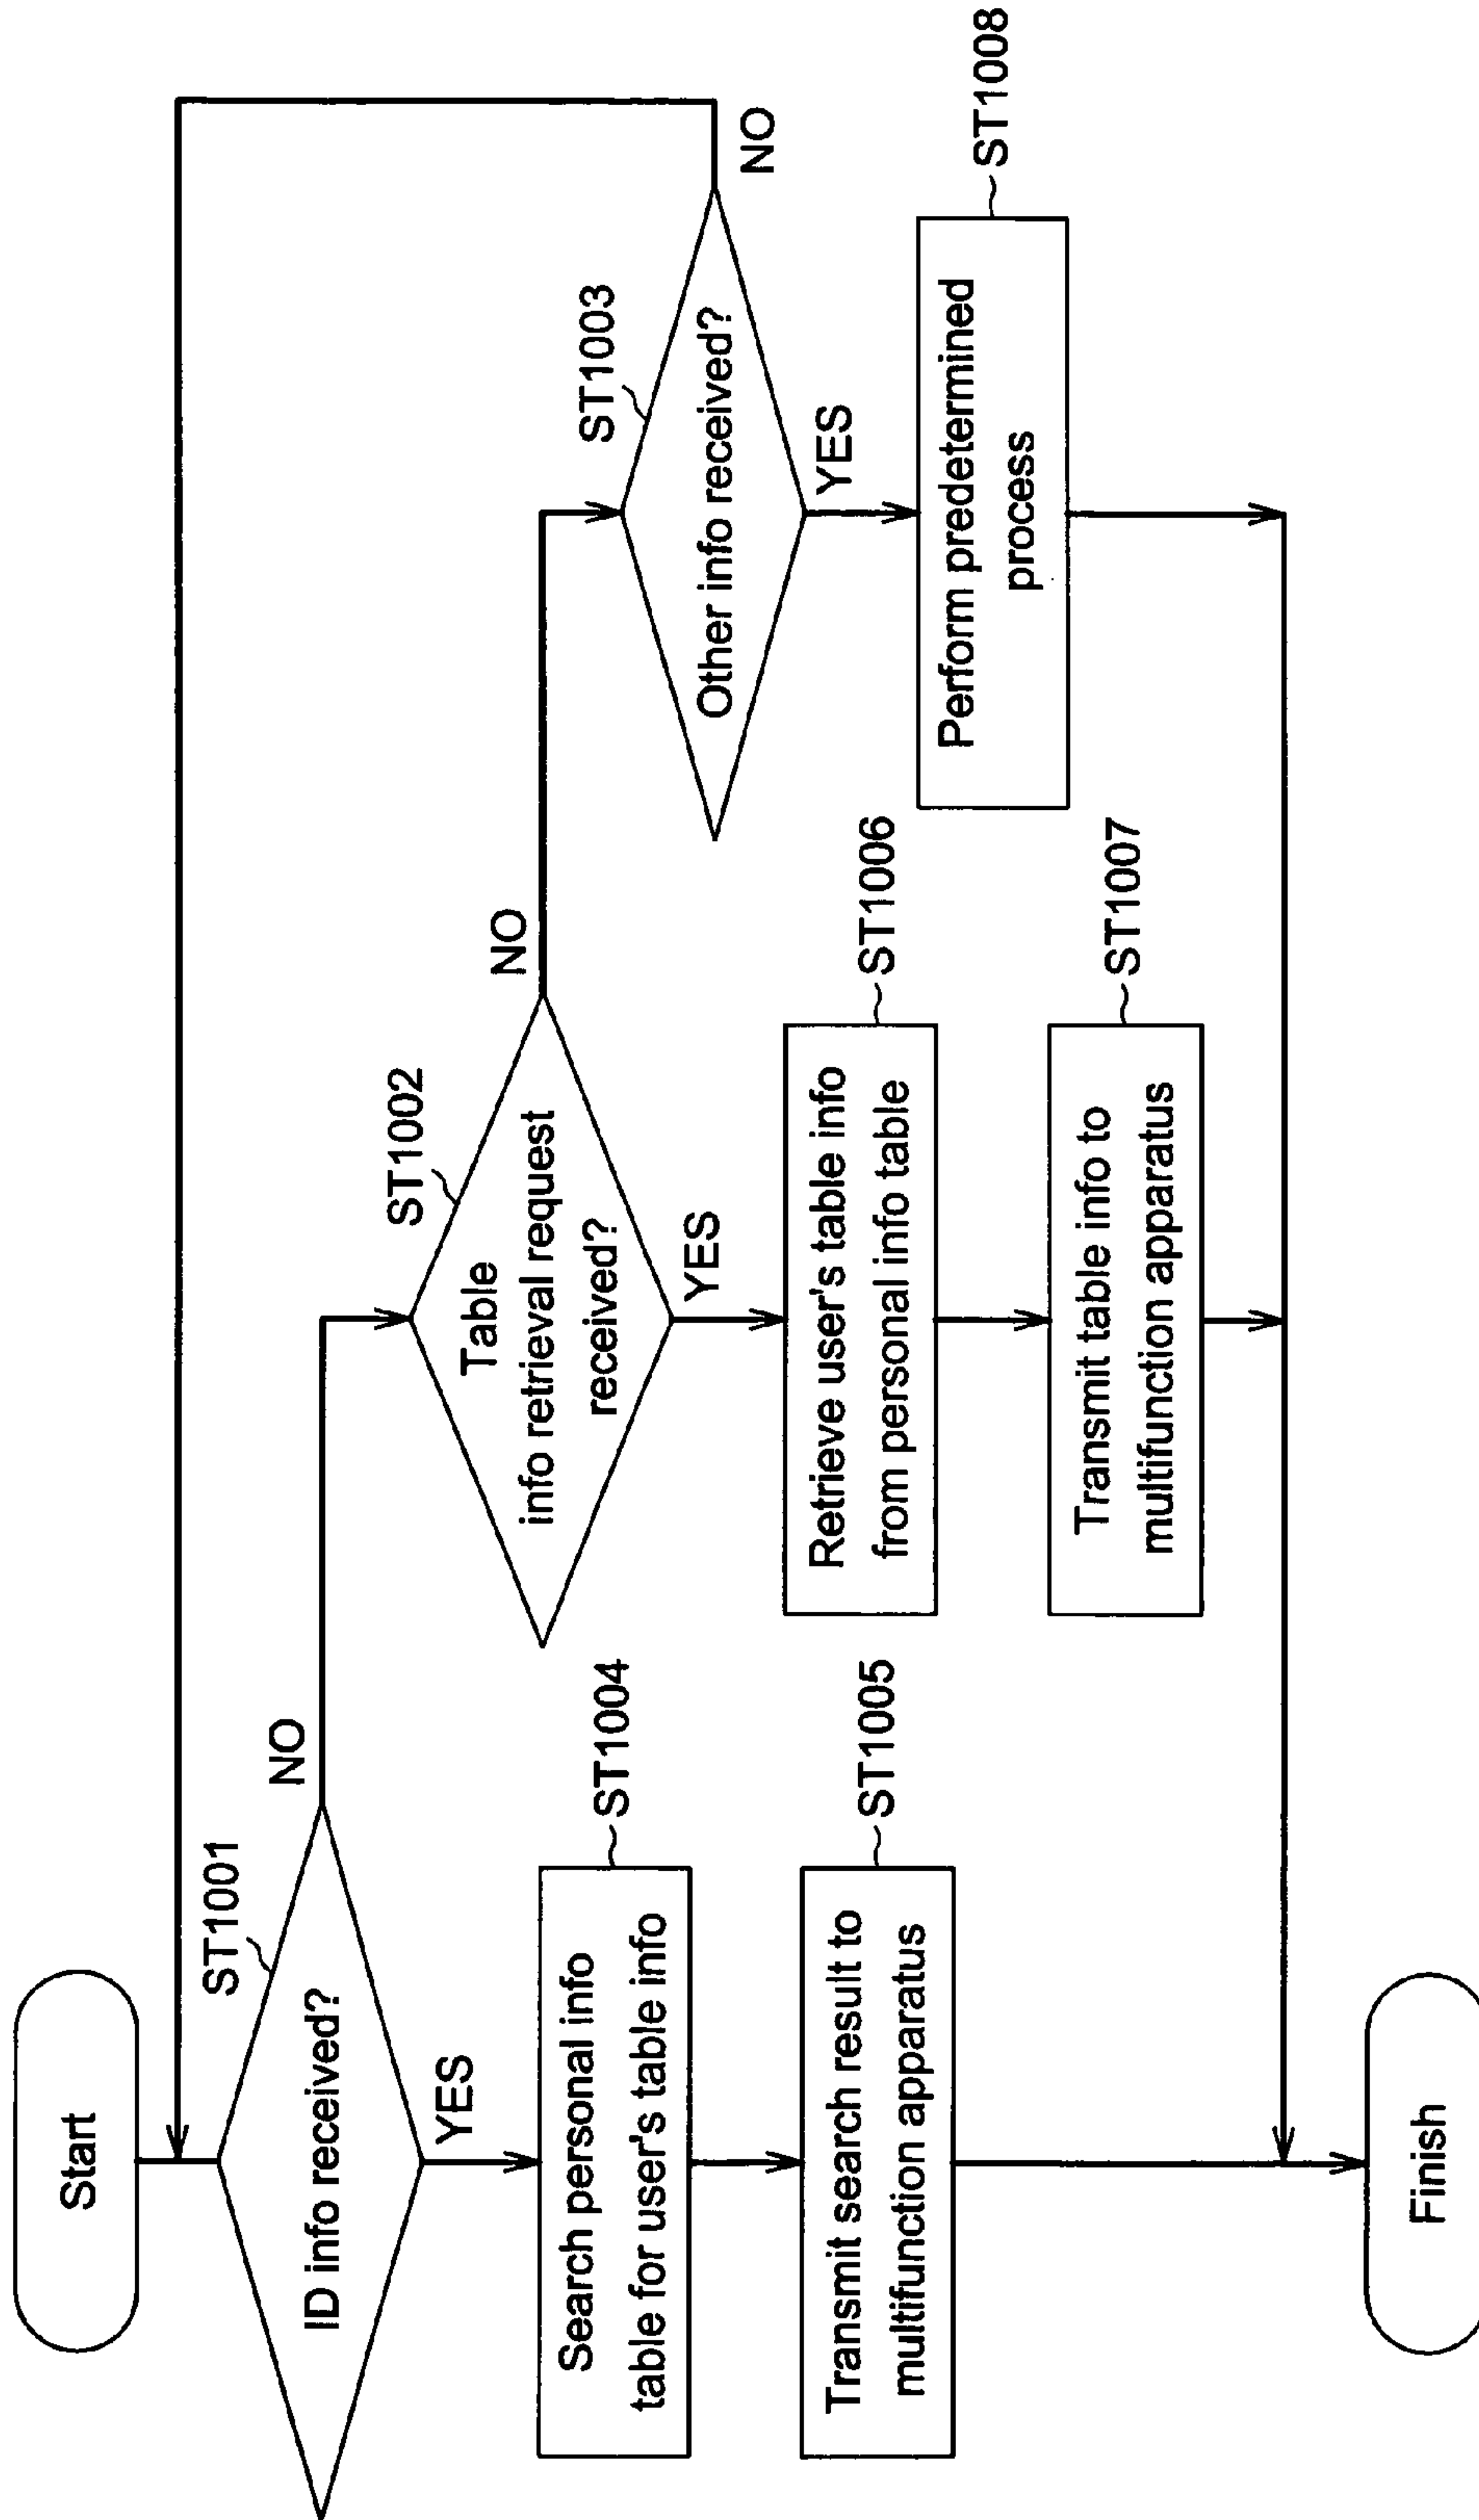 Start
ST1001
ID info received?
NO
YES
ST1004
Search personal info
table for user's table info
ST1005
Transmit search result to
multifunction apparatus
ST1002
Table
info retrieval request
received?
NO
YES
ST1006
Retrieve user's table info
from personal info table
ST1007
Transmit table info to
multifunction apparatus
ST1003
Other info received?
NO
YES
ST1008
Perform predetermined
process
Finish